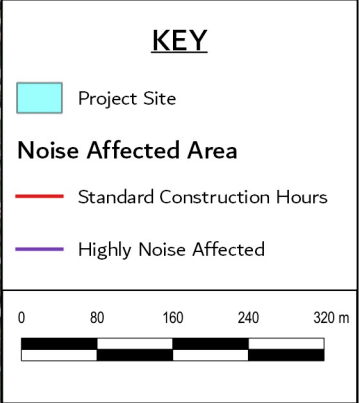 KEY
Project Site
Noise Affected Area
Standard Construction Hours
Highly Noise Affected
0 80 160 240 320 m